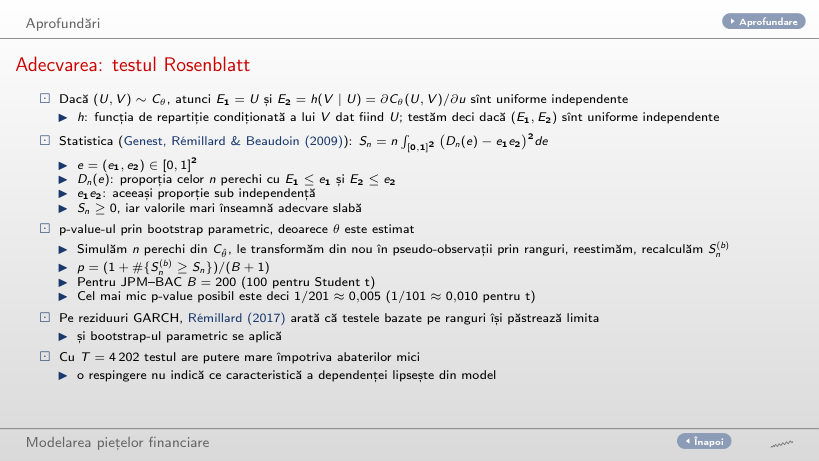 Aprofundări
Aprofundare
Adecvarea: testul Rosenblatt
Dacă (U, V) ∼ C_θ, atunci E₁ = U și E₂ = h(V | U) = ∂C_θ(U, V)/∂u sînt uniforme independente
h: funcția de repartiție condiționată a lui V dat fiind U; testăm deci dacă (E₁, E₂) sînt uniforme independente
Statistica (Genest, Rémillard & Beaudoin (2009)): S_n = n ∫_{[0,1]²} (D_n(e) − e₁e₂)² de
e = (e₁, e₂) ∈ [0, 1]²
D_n(e): proporția celor n perechi cu E₁ ≤ e₁ și E₂ ≤ e₂
e₁e₂: aceeași proporție sub independență
S_n ≥ 0, iar valorile mari înseamnă adecvare slabă
p-value-ul prin bootstrap parametric, deoarece θ este estimat
Simulăm n perechi din C_θ̂, le transformăm din nou în pseudo-observații prin ranguri, reestimăm, recalculăm S_n^(b)
p = (1 + #{S_n^(b) ≥ S_n})/(B + 1)
Pentru JPM–BAC B = 200 (100 pentru Student t)
Cel mai mic p-value posibil este deci 1/201 ≈ 0,005 (1/101 ≈ 0,010 pentru t)
Pe reziduuri GARCH, Rémillard (2017) arată că testele bazate pe ranguri își păstrează limita
și bootstrap-ul parametric se aplică
Cu T = 4 202 testul are putere mare împotriva abaterilor mici
o respingere nu indică ce caracteristică a dependenței lipsește din model
Modelarea piețelor financiare
Înapoi